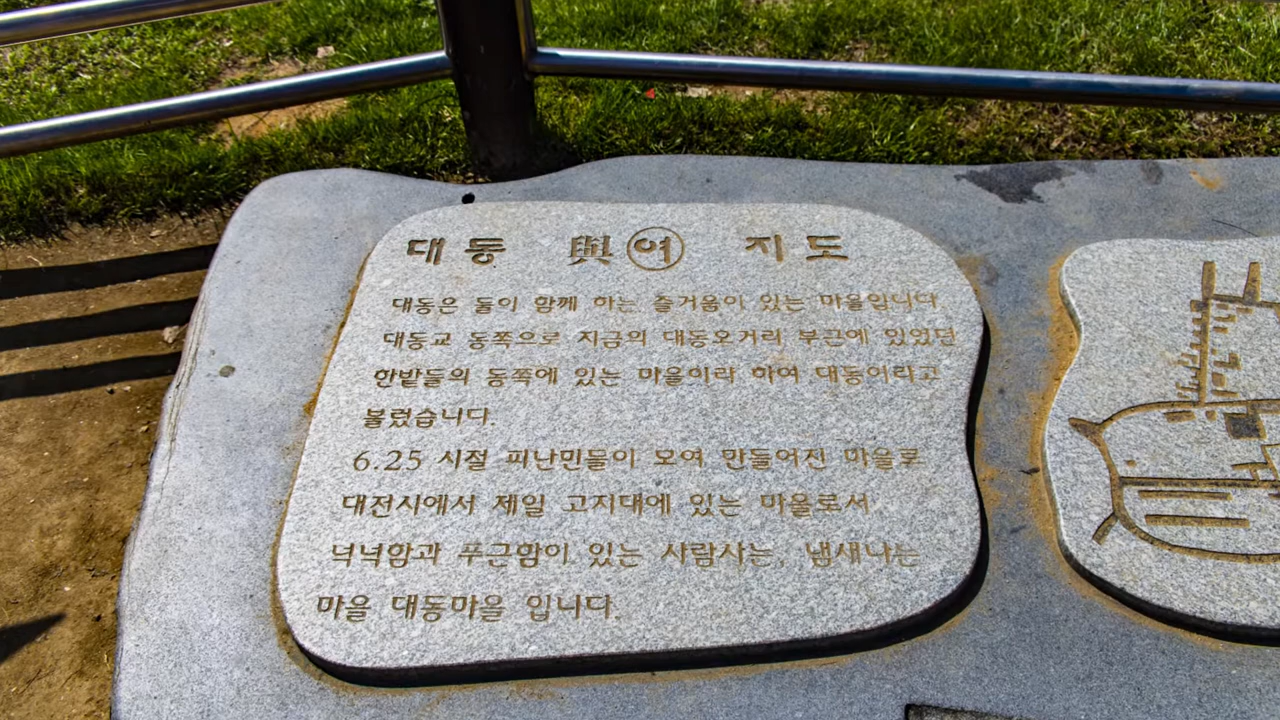 대동 與여 지도
대동은 둘이 함께 하는 즐거움이 있는 마을입니다.
대동교 동쪽으로 지금의 대동오거리 부근에 있었던
한밭들의 동쪽에 있는 마을이라 하여 대동이라고
불렀습니다.
6.25 시절 피난민들이 모여 만들어진 마을로
대전시에서 제일 고지대에 있는 마을로서
넉넉함과 푸근함이 있는 사람사는, 냄새나는
마을 대동마을 입니다.